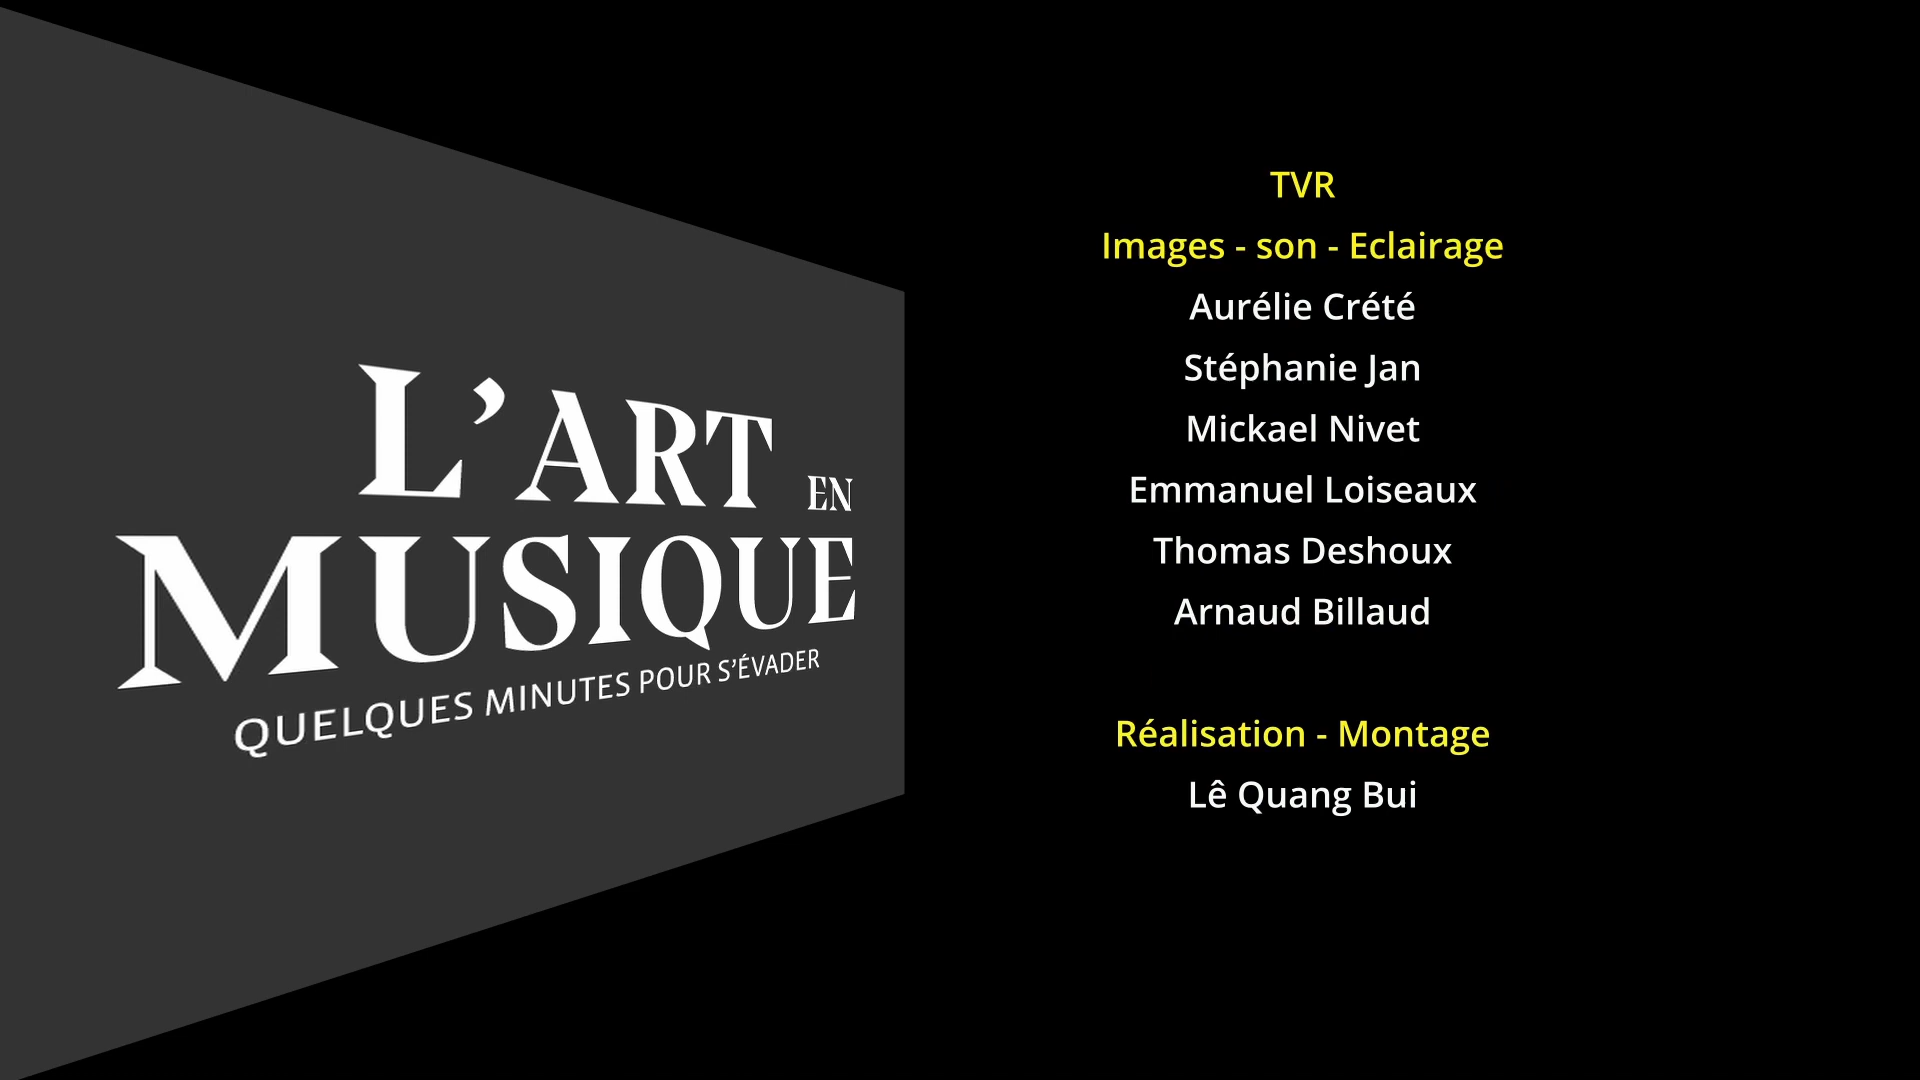 L’ART EN
MUSIQUE
QUELQUES MINUTES POUR S’ÉVADER
TVR
Images - son - Eclairage
Aurélie Crété
Stéphanie Jan
Mickael Nivet
Emmanuel Loiseaux
Thomas Deshoux
Arnaud Billaud
Réalisation - Montage
Lê Quang Bui